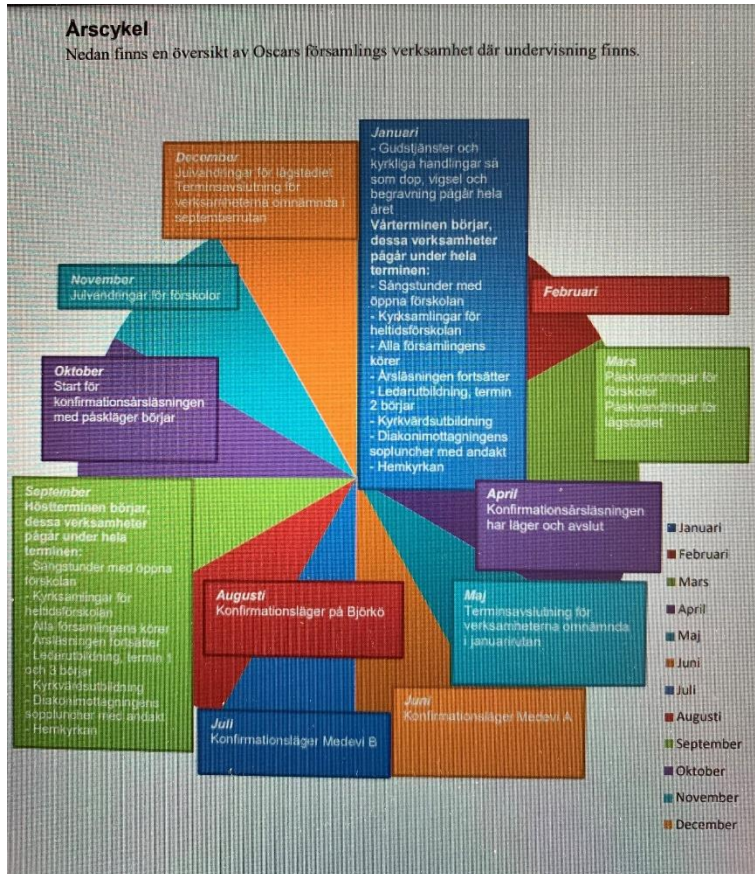 Årscykel
Nedan finns en översikt av Oscars församlings verksamhet där undervisning finns.
Januari
- Gudstjänster och
kyrkliga handlingar så
som dop, vigsel och
begravning pågår hela
året
Vårterminen börjar,
dessa verksamheter
pågår under hela
terminen:
- Sångstunder med
öppna förskolan
- Kyrksamlingar för
heltidsförskolan
- Alla församlingens
körer
- Årsläsningen fortsätter
- Ledarutbildning, termin
2 börjar
- Kyrkvärdsutbildning
- Diakonimottagningens
sopluncher med andakt
- Hemkyrkan
Februari
Mars
Påskvandringar för
förskolor
Påskvandringar för
lågstadiet
April
Konfirmationsårsläsningen
har läger och avslut
Maj
Terminsavslutning för
verksamheterna omnämnda
i januarirutan
Juni
Konfirmationsläger Medevi A
Juli
Konfirmationsläger Medevi B
Augusti
Konfirmationsläger på Björkö
September
Höstterminen börjar,
dessa verksamheter
pågår under hela
terminen:
- Sångstunder med öppna
förskolan
- Kyrksamlingar för
heltidsförskolan
- Alla församlingens körer
- Årsläsningen fortsätter
- Ledarutbildning, termin 1
och 3 börjar
- Kyrkvärdsutbildning
- Diakonimottagningens
sopluncher med andakt
- Hemkyrkan
Oktober
Start för
konfirmationsårsläsningen
med påskläger börjar
November
Julvandringar för förskolor
December
Julvandringar för lågstadiet
Terminsavslutning för
verksamheterna omnämnda i
septemberrutan
Januari
Februari
Mars
April
Maj
Juni
Juli
Augusti
September
Oktober
November
December